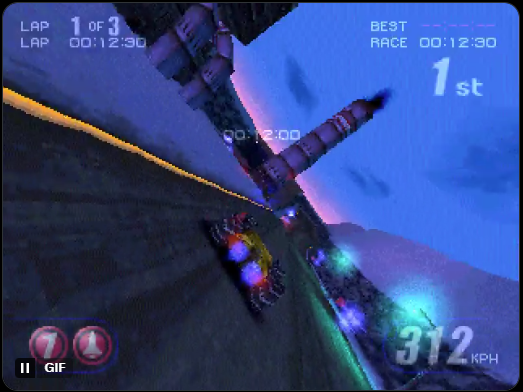 LAP 1 OF 3
LAP 00:12:30
BEST --:--:--
RACE 00:12:30
1st
00:12:00
7
312 KPH
GIF